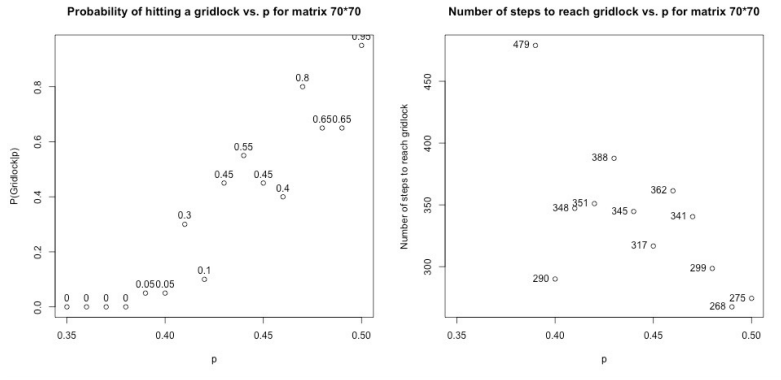 Probability of hitting a gridlock vs. p for matrix 70*70
0.95
0.8
0.65 0.65
0.55
0.45 0.45
0.4
0.3
0.1
0.05 0.05
0 0 0 0
0.0 0.2 0.4 0.6 0.8
P(Gridlock|p)
0.35 0.40 0.45 0.50
p
Number of steps to reach gridlock vs. p for matrix 70*70
479
388
362
351
348 345 341
317
299
290
275
268
300 350 400 450
Number of steps to reach gridlock
0.35 0.40 0.45 0.50
p